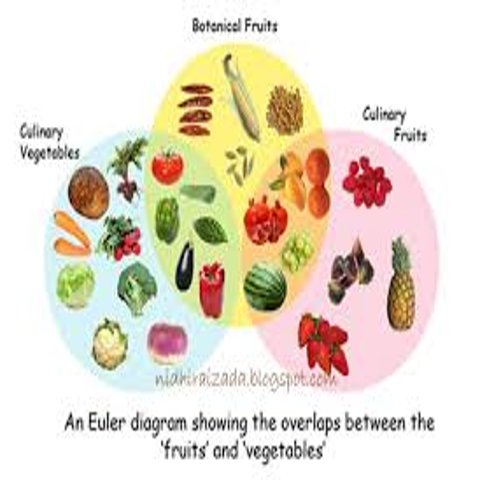 Botanical Fruits
Culinary
Fruits
Culinary
Vegetables
niahiraizada.blogspot.com
An Euler diagram showing the overlaps between the
'fruits' and 'vegetables'